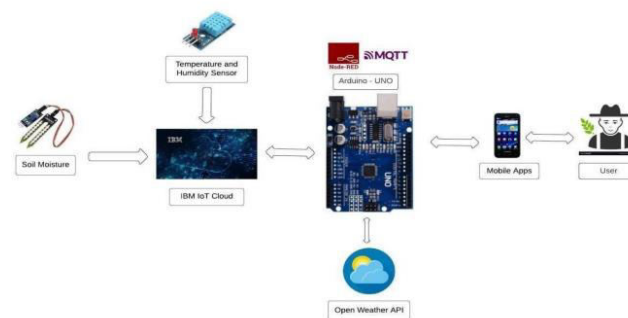 Node-RED
MQTT
Temperature and
Humidity Sensor
Arduino - UNO
IBM
UNO
Soil Moisture
IBM IoT Cloud
Mobile Apps
User
Open Weather API